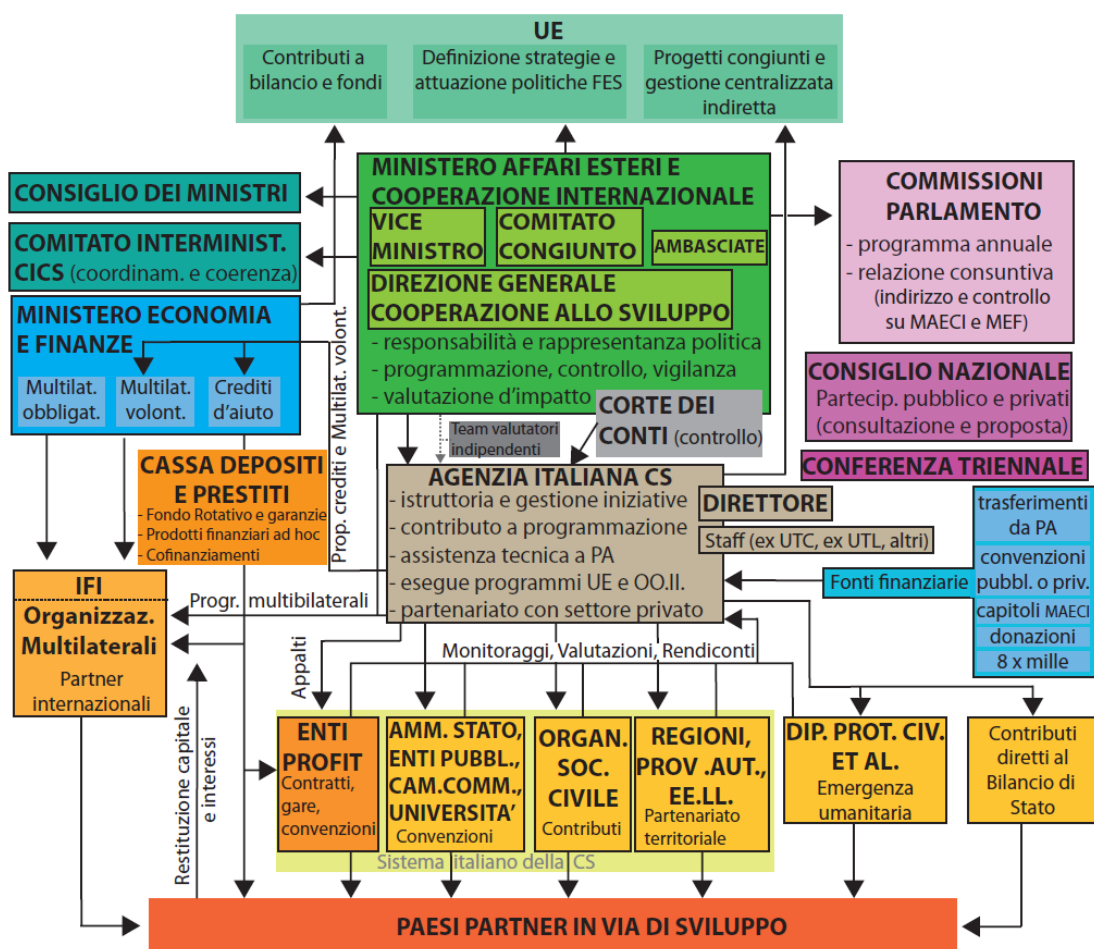 UE
Contributi a
bilancio e fondi
Definizione strategie e
attuazione politiche FES
Progetti congiunti e
gestione centralizzata
indiretta
CONSIGLIO DEI MINISTRI
COMITATO INTERMINIST.
CICS (coordinam. e coerenza)
MINISTERO ECONOMIA
E FINANZE
Multilat.
obbligat.
Multilat.
volont.
Crediti
d'aiuto
MINISTERO AFFARI ESTERI E
COOPERAZIONE INTERNAZIONALE
VICE
MINISTRO
COMITATO
CONGIUNTO
AMBASCIATE
DIREZIONE GENERALE
COOPERAZIONE ALLO SVILUPPO
- responsabilità e rappresentanza politica
- programmazione, controllo, vigilanza
- valutazione d'impatto
COMMISSIONI
PARLAMENTO
- programma annuale
- relazione consuntiva
(indirizzo e controllo
su MAECI e MEF)
CONSIGLIO NAZIONALE
Partecip. pubblico e privati
(consultazione e proposta)
CONFERENZA TRIENNALE
Team valutatori
indipendenti
CORTE DEI
CONTI (controllo)
Prop. crediti e Multilat. volont.
CASSA DEPOSITI
E PRESTITI
- Fondo Rotativo e garanzie
- Prodotti finanziari ad hoc
- Cofinanziamenti
AGENZIA ITALIANA CS
- istruttoria e gestione iniziative
- contributo a programmazione
- assistenza tecnica a PA
- esegue programmi UE e OO.II.
- partenariato con settore privato
DIRETTORE
Staff (ex UTC, ex UTL, altri)
Fonti finanziarie
trasferimenti
da PA
convenzioni
pubbl. o priv.
capitoli MAECI
donazioni
8 x mille
IFI
Organizzaz.
Multilaterali
Partner
internazionali
Progr. multibilaterali
Appalti
Monitoraggi, Valutazioni, Rendiconti
Restituzione capitale
e interessi
ENTI
PROFIT
Contratti,
gare,
convenzioni
AMM. STATO,
ENTI PUBBL.,
CAM.COMM.,
UNIVERSITA'
Convenzioni
ORGAN.
SOC.
CIVILE
Contributi
REGIONI,
PROV .AUT.,
EE.LL.
Partenariato
territoriale
DIP. PROT. CIV.
ET AL.
Emergenza
umanitaria
Contributi
diretti al
Bilancio di
Stato
Sistema italiano della CS
PAESI PARTNER IN VIA DI SVILUPPO